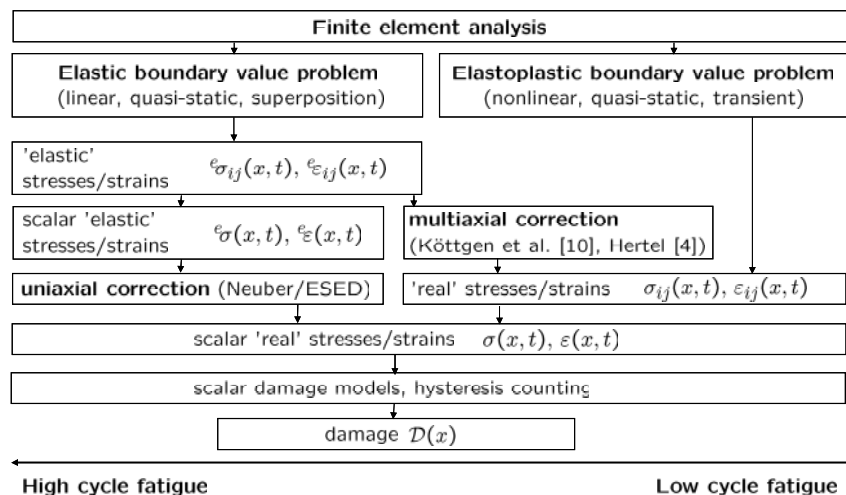 Finite element analysis
Elastic boundary value problem
(linear, quasi-static, superposition)
Elastoplastic boundary value problem
(nonlinear, quasi-static, transient)
'elastic'
stresses/strains ᵉσᵢⱼ(x, t), ᵉεᵢⱼ(x, t)
scalar 'elastic'
stresses/strains ᵉσ(x, t), ᵉε(x, t)
multiaxial correction
(Köttgen et al. [10], Hertel [4])
uniaxial correction (Neuber/ESED)
'real' stresses/strains σᵢⱼ(x, t), εᵢⱼ(x, t)
scalar 'real' stresses/strains σ(x, t), ε(x, t)
scalar damage models, hysteresis counting
damage 𝒟(x)
High cycle fatigue
Low cycle fatigue